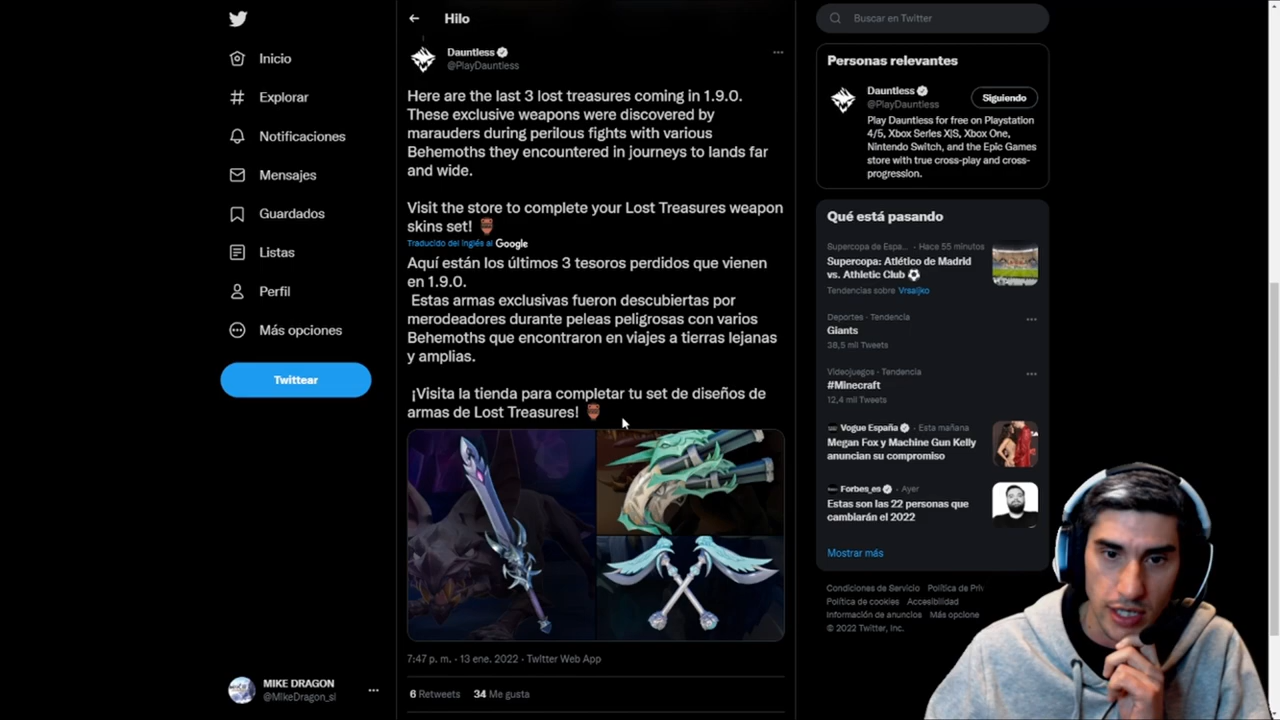 Inicio
Explorar
Notificaciones
Mensajes
Guardados
Listas
Perfil
Más opciones
Twittear
MIKE DRAGON
@MikeDragon_sl
Hilo
Dauntless
@PlayDauntless
Here are the last 3 lost treasures coming in 1.9.0.
These exclusive weapons were discovered by
marauders during perilous fights with various
Behemoths they encountered in journeys to lands far
and wide.
Visit the store to complete your Lost Treasures weapon
skins set!
Traducido del inglés al Google
Aquí están los últimos 3 tesoros perdidos que vienen
en 1.9.0.
Estas armas exclusivas fueron descubiertas por
merodeadores durante peleas peligrosas con varios
Behemoths que encontraron en viajes a tierras lejanas
y amplias.
¡Visita la tienda para completar tu set de diseños de
armas de Lost Treasures!
7:47 p. m. · 13 ene. 2022 · Twitter Web App
6 Retweets 34 Me gusta
Buscar en Twitter
Personas relevantes
Dauntless
@PlayDauntless
Siguiendo
Play Dauntless for free on Playstation
4/5, Xbox Series X|S, Xbox One,
Nintendo Switch, and the Epic Games
store with true cross-play and cross-
progression.
Qué está pasando
Supercopa de Espa... · Hace 55 minutos
Supercopa: Atlético de Madrid
vs. Athletic Club
Tendencias sobre Vrsaljko
Deportes · Tendencia
Giants
38,5 mil Tweets
Videojuegos · Tendencia
#Minecraft
12,4 mil Tweets
Vogue España · Esta mañana
Megan Fox y Machine Gun Kelly
anuncian su compromiso
Forbes_es · Ayer
Estas son las 22 personas que
cambiarán el 2022
Mostrar más
Condiciones de Servicio Política de Priv
Política de cookies Accesibilidad
Información de anuncios Más opcione
© 2022 Twitter, Inc.